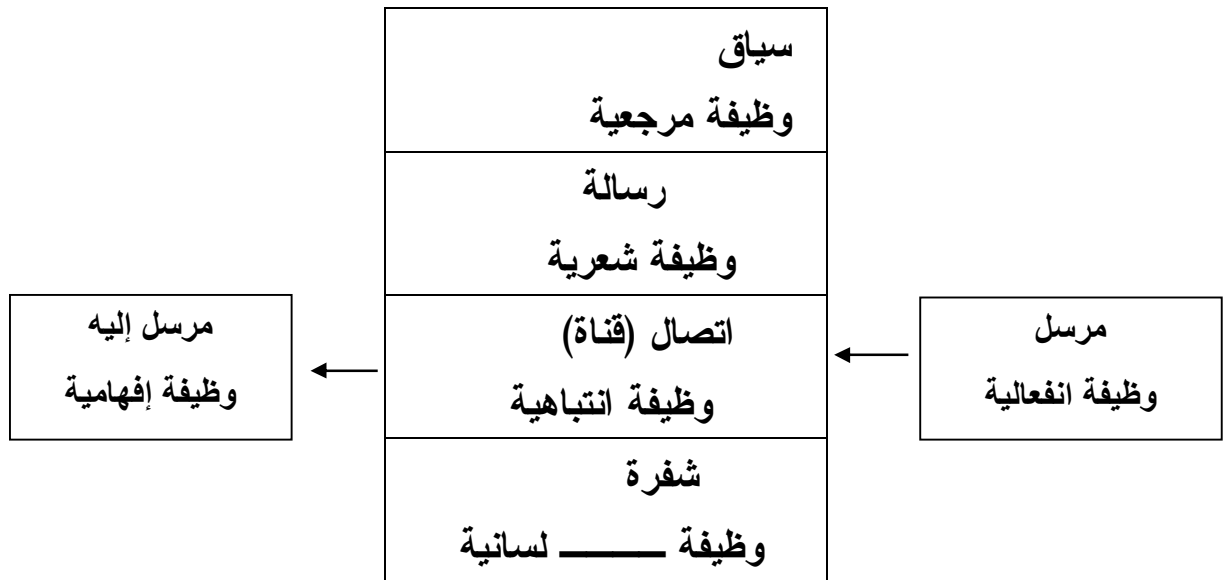 سياق
وظيفة مرجعية
رسالة
وظيفة شعرية
مرسل
وظيفة انفعالية
اتصال (قناة)
وظيفة انتباهية
مرسل إليه
وظيفة إفهامية
شفرة
وظيفة ــــــــ لسانية